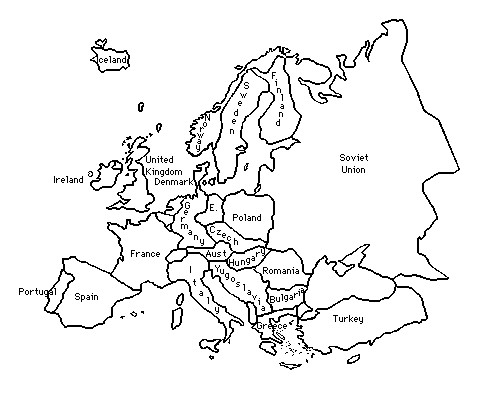 Iceland
Norway
Sweden
Finland
Soviet
Union
United
Kingdom
Ireland
Denmark
Germany
E.
Poland
Czech
France
Aust
Hungary
Romania
Italy
Yugoslavia
Bulgaria
Portugal
Spain
Greece
Turkey